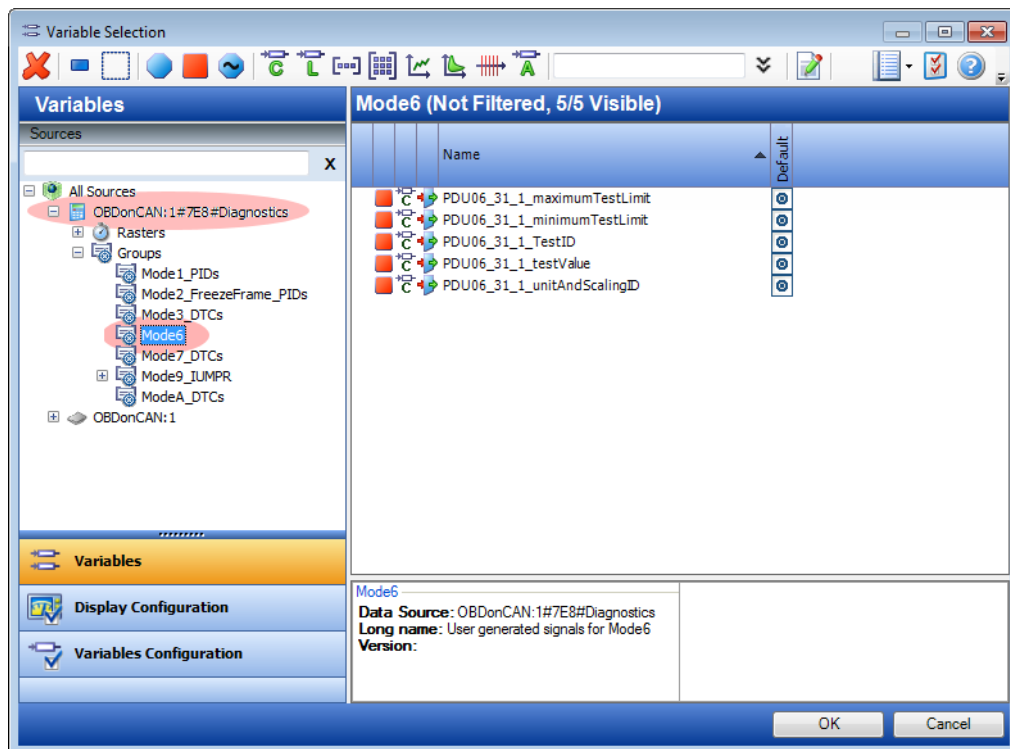 Variable Selection
Variables
Sources
X
All Sources
OBDonCAN:1#7E8#Diagnostics
Rasters
Groups
Mode1_PIDs
Mode2_FreezeFrame_PIDs
Mode3_DTCs
Mode6
Mode7_DTCs
Mode9_IUMPR
ModeA_DTCs
OBDonCAN:1
Variables
Display Configuration
Variables Configuration
Mode6 (Not Filtered, 5/5 Visible)
Name
Default
PDU06_31_1_maximumTestLimit
PDU06_31_1_minimumTestLimit
PDU06_31_1_TestID
PDU06_31_1_testValue
PDU06_31_1_unitAndScalingID
Mode6
Data Source: OBDonCAN:1#7E8#Diagnostics
Long name: User generated signals for Mode6
Version:
OK Cancel